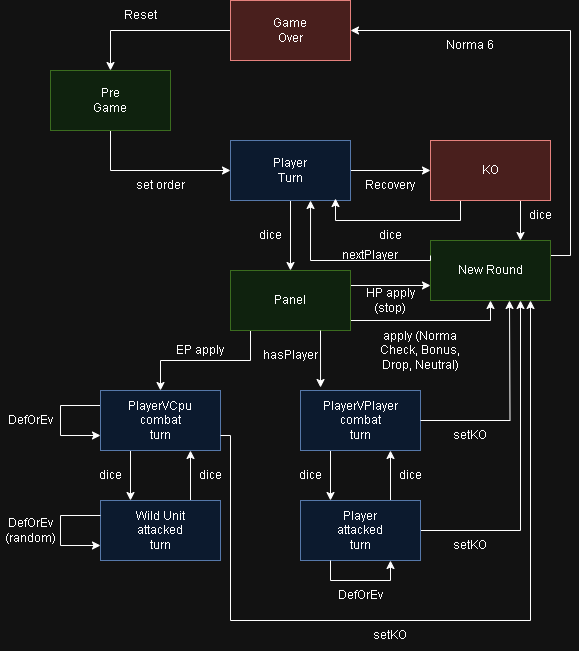 Game
Over
Reset
Norma 6
Pre
Game
Player
Turn
KO
set order
Recovery
dice
dice
dice
nextPlayer
New Round
Panel
HP apply
(stop)
apply (Norma
Check, Bonus,
Drop, Neutral)
EP apply
hasPlayer
PlayerVCpu
combat
turn
DefOrEv
PlayerVPlayer
combat
turn
setKO
dice
dice
dice
dice
Wild Unit
attacked
turn
DefOrEv
(random)
Player
attacked
turn
setKO
DefOrEv
setKO